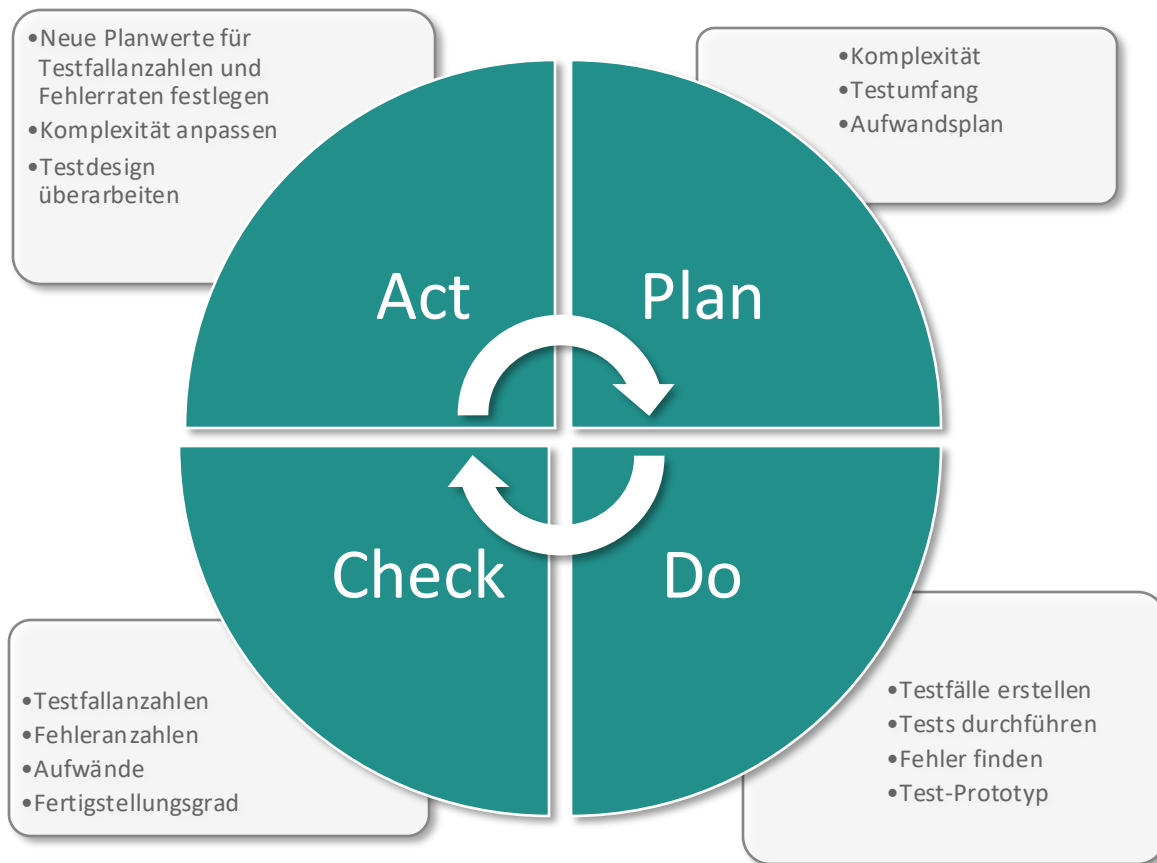 •Neue Planwerte für
Testfallanzahlen und
Fehlerraten festlegen
•Komplexität anpassen
•Testdesign
überarbeiten
•Komplexität
•Testumfang
•Aufwandsplan
Act
Plan
Check
Do
•Testfallanzahlen
•Fehleranzahlen
•Aufwände
•Fertigstellungsgrad
•Testfälle erstellen
•Tests durchführen
•Fehler finden
•Test-Prototyp